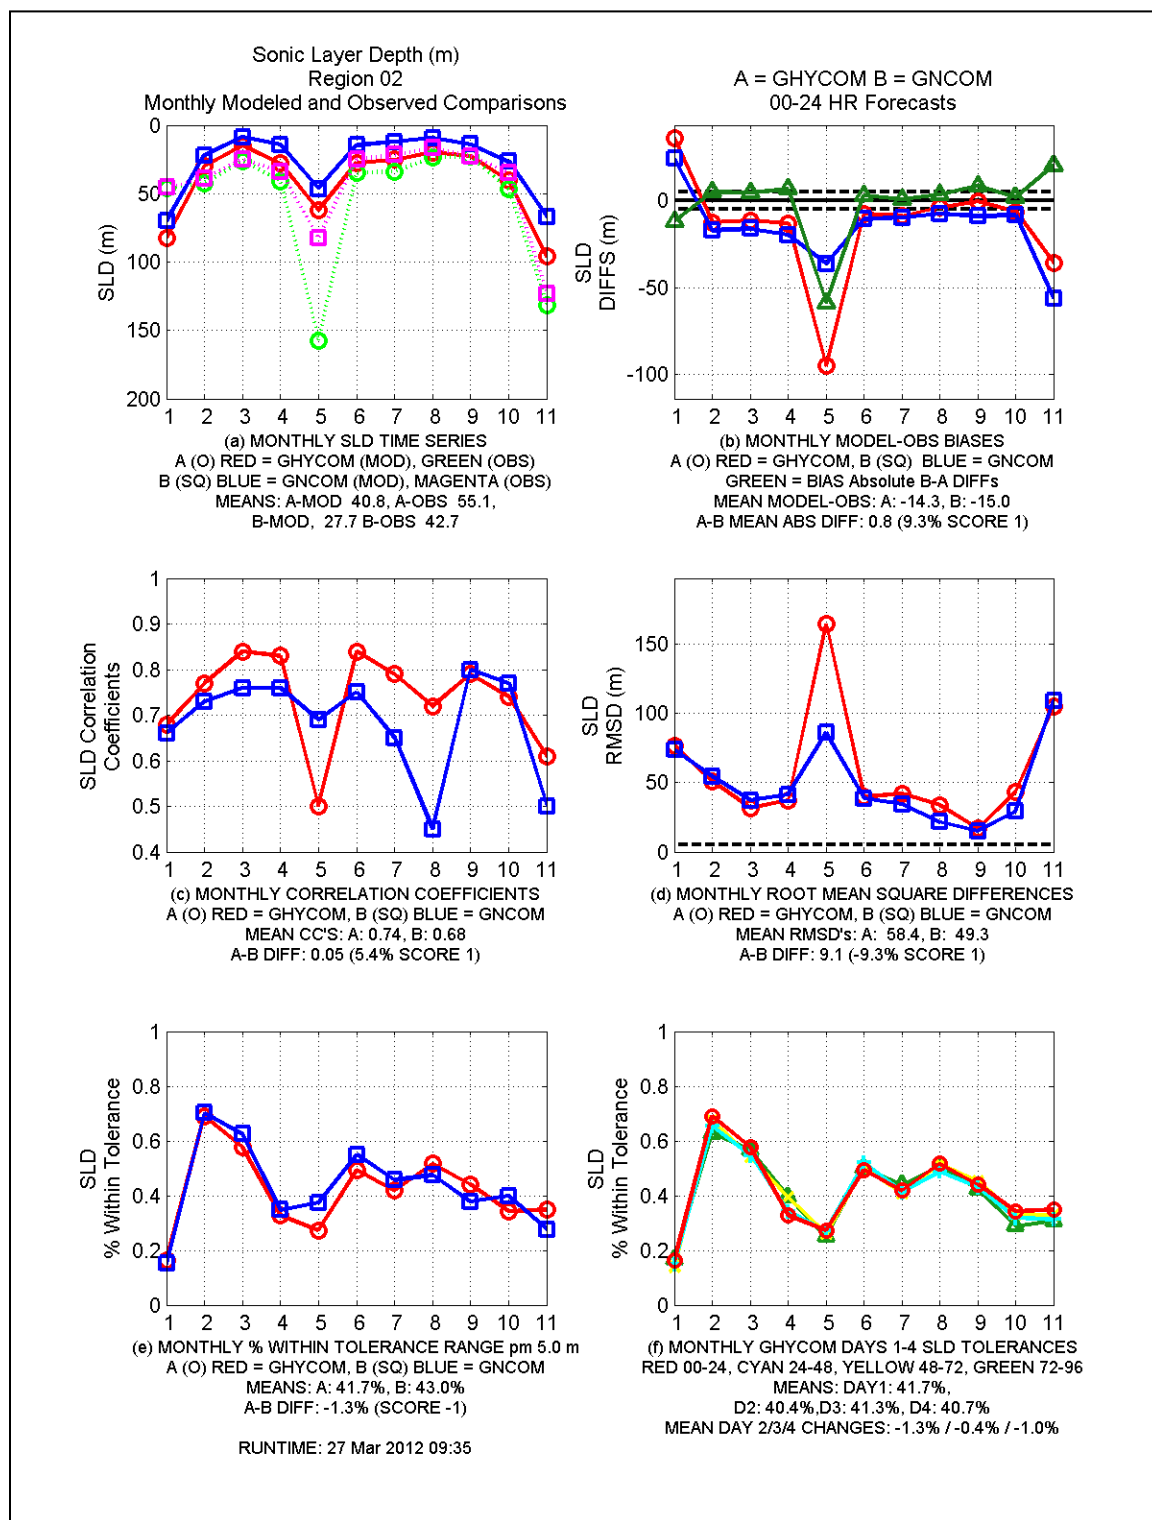 Sonic Layer Depth (m)
Region 02
Monthly Modeled and Observed Comparisons
A = GHYCOM B = GNCOM
00-24 HR Forecasts
0
50
100
150
200
SLD (m)
1 2 3 4 5 6 7 8 9 10 11
(a) MONTHLY SLD TIME SERIES
A (O) RED = GHYCOM (MOD), GREEN (OBS)
B (SQ) BLUE = GNCOM (MOD), MAGENTA (OBS)
MEANS: A-MOD 40.8, A-OBS 55.1,
B-MOD, 27.7 B-OBS 42.7
0
-50
-100
SLD
DIFFS (m)
1 2 3 4 5 6 7 8 9 10 11
(b) MONTHLY MODEL-OBS BIASES
A (O) RED = GHYCOM, B (SQ) BLUE = GNCOM
GREEN = BIAS Absolute B-A DIFFs
MEAN MODEL-OBS: A: -14.3, B: -15.0
A-B MEAN ABS DIFF: 0.8 (9.3% SCORE 1)
1
0.9
0.8
0.7
0.6
0.5
0.4
SLD Correlation
Coefficients
1 2 3 4 5 6 7 8 9 10 11
(c) MONTHLY CORRELATION COEFFICIENTS
A (O) RED = GHYCOM, B (SQ) BLUE = GNCOM
MEAN CC'S: A: 0.74, B: 0.68
A-B DIFF: 0.05 (5.4% SCORE 1)
150
100
50
0
SLD
RMSD (m)
1 2 3 4 5 6 7 8 9 10 11
(d) MONTHLY ROOT MEAN SQUARE DIFFERENCES
A (O) RED = GHYCOM, B (SQ) BLUE = GNCOM
MEAN RMSD's: A: 58.4, B: 49.3
A-B DIFF: 9.1 (-9.3% SCORE 1)
1
0.8
0.6
0.4
0.2
0
SLD
% Within Tolerance
1 2 3 4 5 6 7 8 9 10 11
(e) MONTHLY % WITHIN TOLERANCE RANGE pm 5.0 m
A (O) RED = GHYCOM, B (SQ) BLUE = GNCOM
MEANS: A: 41.7%, B: 43.0%
A-B DIFF: -1.3% (SCORE -1)
RUNTIME: 27 Mar 2012 09:35
1
0.8
0.6
0.4
0.2
0
SLD
% Within Tolerance
1 2 3 4 5 6 7 8 9 10 11
(f) MONTHLY GHYCOM DAYS 1-4 SLD TOLERANCES
RED 00-24, CYAN 24-48, YELLOW 48-72, GREEN 72-96
MEANS: DAY1: 41.7%,
D2: 40.4%,D3: 41.3%, D4: 40.7%
MEAN DAY 2/3/4 CHANGES: -1.3% / -0.4% / -1.0%